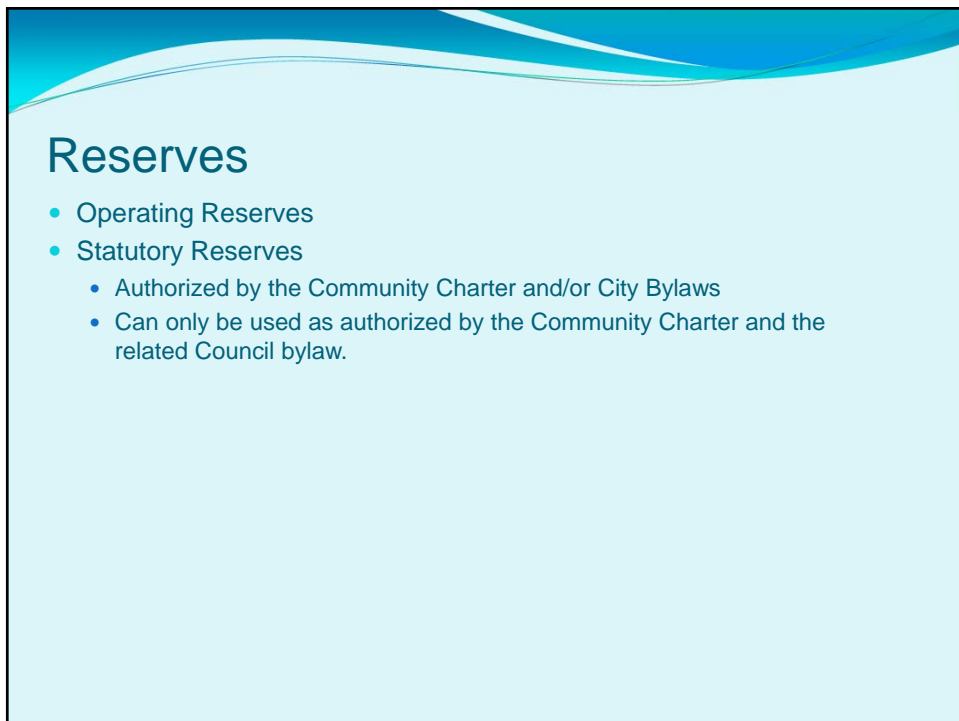 Reserves
• Operating Reserves
• Statutory Reserves
• Authorized by the Community Charter and/or City Bylaws
• Can only be used as authorized by the Community Charter and the
related Council bylaw.